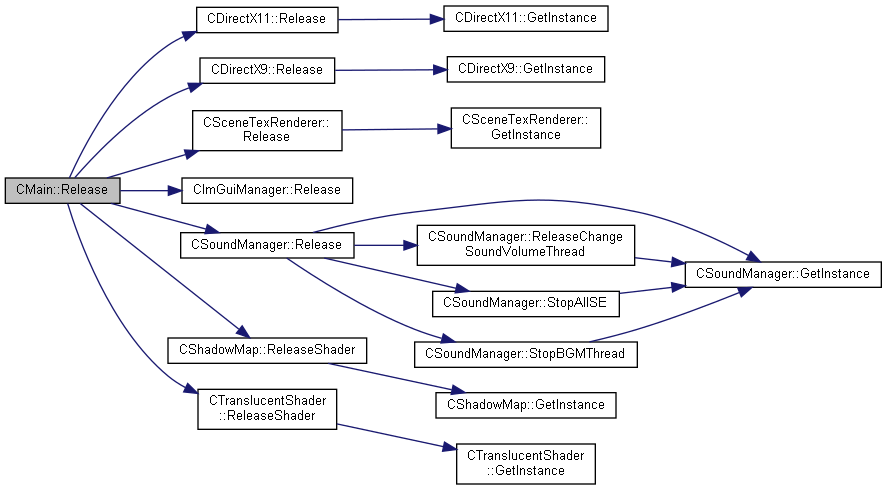 CDirectX11::Release
CDirectX11::GetInstance
CDirectX9::Release
CDirectX9::GetInstance
CSceneTexRenderer::
Release
CSceneTexRenderer::
GetInstance
CMain::Release
CImGuiManager::Release
CSoundManager::Release
CSoundManager::ReleaseChange
SoundVolumeThread
CSoundManager::GetInstance
CSoundManager::StopAllSE
CSoundManager::StopBGMThread
CShadowMap::ReleaseShader
CShadowMap::GetInstance
CTranslucentShader
::ReleaseShader
CTranslucentShader
::GetInstance